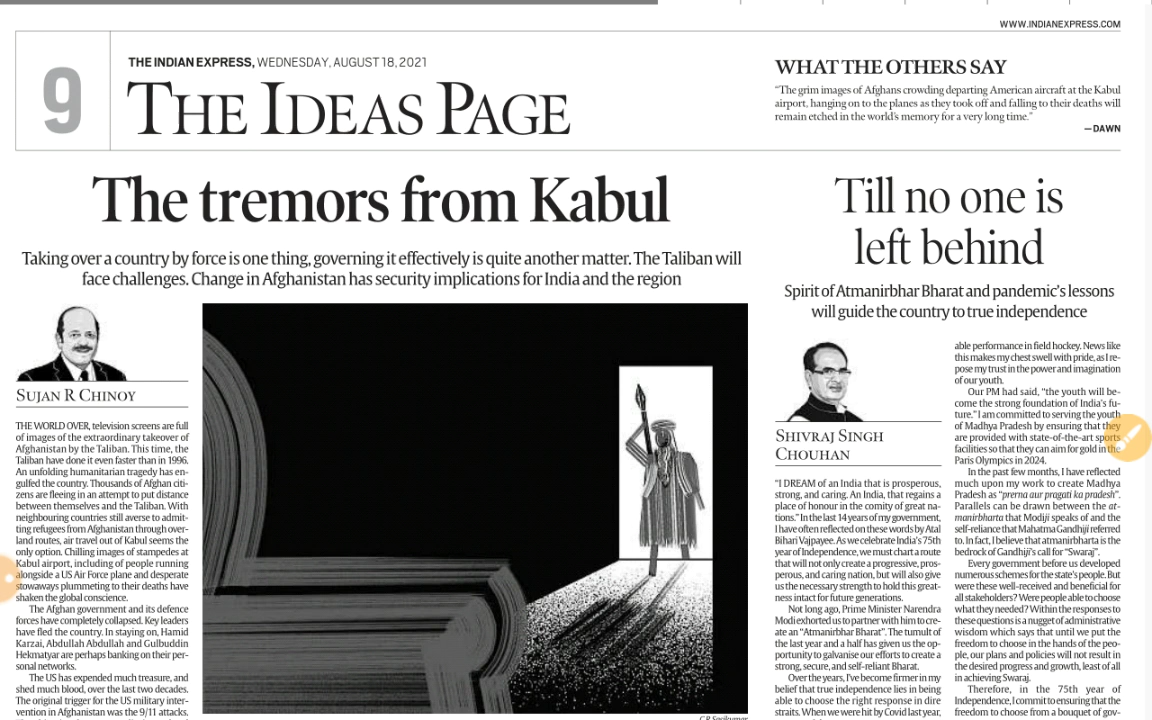 WWW.INDIANEXPRESS.COM
9
THE INDIAN EXPRESS, WEDNESDAY, AUGUST 18, 2021
THE IDEAS PAGE
WHAT THE OTHERS SAY
"The grim images of Afghans crowding departing American aircraft at the Kabul
airport, hanging on to the planes as they took off and falling to their deaths will
remain etched in the world's memory for a very long time."
— DAWN
The tremors from Kabul
Taking over a country by force is one thing, governing it effectively is quite another matter. The Taliban will
face challenges. Change in Afghanistan has security implications for India and the region
SUJAN R CHINOY
THE WORLD OVER, television screens are full
of images of the extraordinary takeover of
Afghanistan by the Taliban. This time, the
Taliban have done it even faster than in 1996.
An unfolding humanitarian tragedy has en-
gulfed the country. Thousands of Afghan citi-
zens are fleeing in an attempt to put distance
between themselves and the Taliban. With
neighbouring countries still averse to admit-
ting refugees from Afghanistan through over-
land routes, air travel out of Kabul seems the
only option. Chilling images of stampedes at
Kabul airport, including of people running
alongside a US Air Force plane and desperate
stowaways plummeting to their deaths have
shaken the global conscience.
The Afghan government and its defence
forces have completely collapsed. Key leaders
have fled the country. In staying on, Hamid
Karzai, Abdullah Abdullah and Gulbuddin
Hekmatyar are perhaps banking on their per-
sonal networks.
The US has expended much treasure, and
shed much blood, over the last two decades.
The original trigger for the US military inter-
vention in Afghanistan was the 9/11 attacks.
C R Sasikumar
Till no one is
left behind
Spirit of Atmanirbhar Bharat and pandemic's lessons
will guide the country to true independence
SHIVRAJ SINGH
CHOUHAN
"I DREAM of an India that is prosperous,
strong, and caring. An India, that regains a
place of honour in the comity of great na-
tions." In the last 14 years of my government,
I have often reflected on these words by Atal
Bihari Vajpayee. As we celebrate India's 75th
year of Independence, we must chart a route
that will not only create a progressive, pros-
perous, and caring nation, but will also give
us the necessary strength to hold this great-
ness intact for future generations.
Not long ago, Prime Minister Narendra
Modi exhorted us to partner with him to cre-
ate an "Atmanirbhar Bharat". The tumult of
the last year and a half has given us the op-
portunity to galvanise our efforts to create a
strong, secure, and self-reliant Bharat.
Over the years, I've become firmer in my
belief that true independence lies in being
able to choose the right response in dire
straits. When we were hit by Covid last year,
able performance in field hockey. News like
this makes my chest swell with pride, as I re-
pose my trust in the power and imagination
of our youth.
Our PM had said, "the youth will be-
come the strong foundation of India's fu-
ture." I am committed to serving the youth
of Madhya Pradesh by ensuring that they
are provided with state-of-the-art sports
facilities so that they can aim for gold in the
Paris Olympics in 2024.
In the past few months, I have reflected
much upon my work to create Madhya
Pradesh as "prerna aur pragati ka pradesh".
Parallels can be drawn between the at-
manirbharta that Modiji speaks of and the
self-reliance that Mahatma Gandhiji referred
to. In fact, I believe that atmanirbharta is the
bedrock of Gandhiji's call for "Swaraj".
Every government before us developed
numerous schemes for the state's people. But
were these well-received and beneficial for
all stakeholders? Were people able to choose
what they needed? Within the responses to
these questions is a nugget of administrative
wisdom which says that until we put the
freedom to choose in the hands of the peo-
ple, our plans and policies will not result in
the desired progress and growth, least of all
in achieving Swaraj.
Therefore, in the 75th year of
Independence, I commit to ensuring that the
freedom to choose from a bouquet of gov-